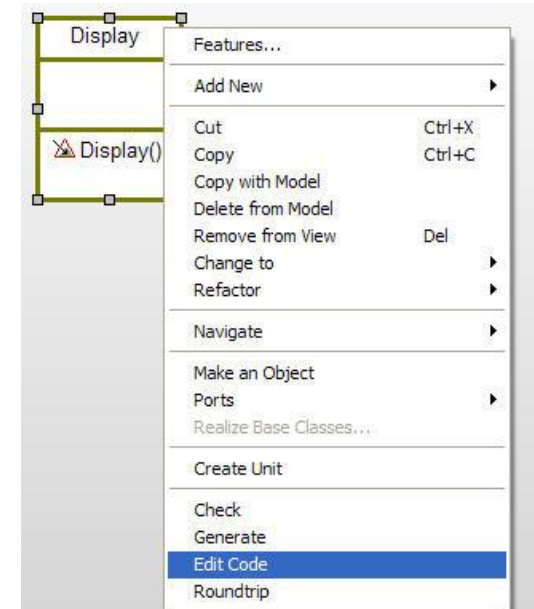 Display
Display()
Features...
Add New
Cut Ctrl+X
Copy Ctrl+C
Copy with Model
Delete from Model
Remove from View Del
Change to
Refactor
Navigate
Make an Object
Ports
Realize Base Classes...
Create Unit
Check
Generate
Edit Code
Roundtrip